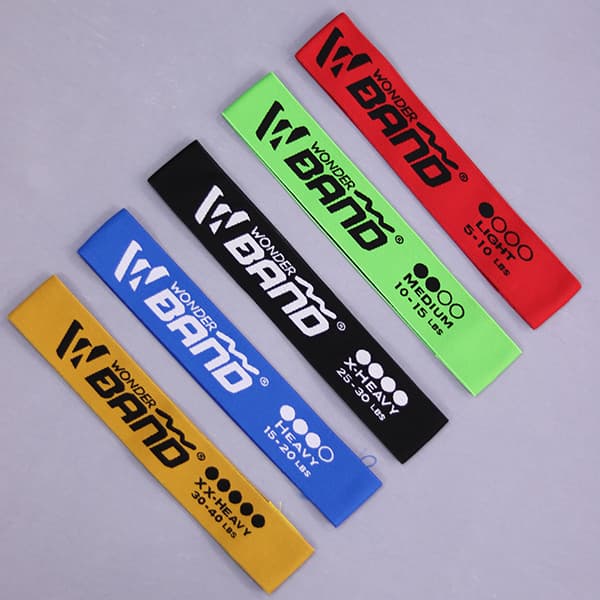 W WONDER
BAND®
LIGHT
5-10 LBS
W WONDER
BAND®
MEDIUM
10-15 LBS
W WONDER
BAND®
X-HEAVY
25-30 LBS
W WONDER
BAND®
HEAVY
15-20 LBS
W WONDER
BAND®
XX-HEAVY
30-40 LBS